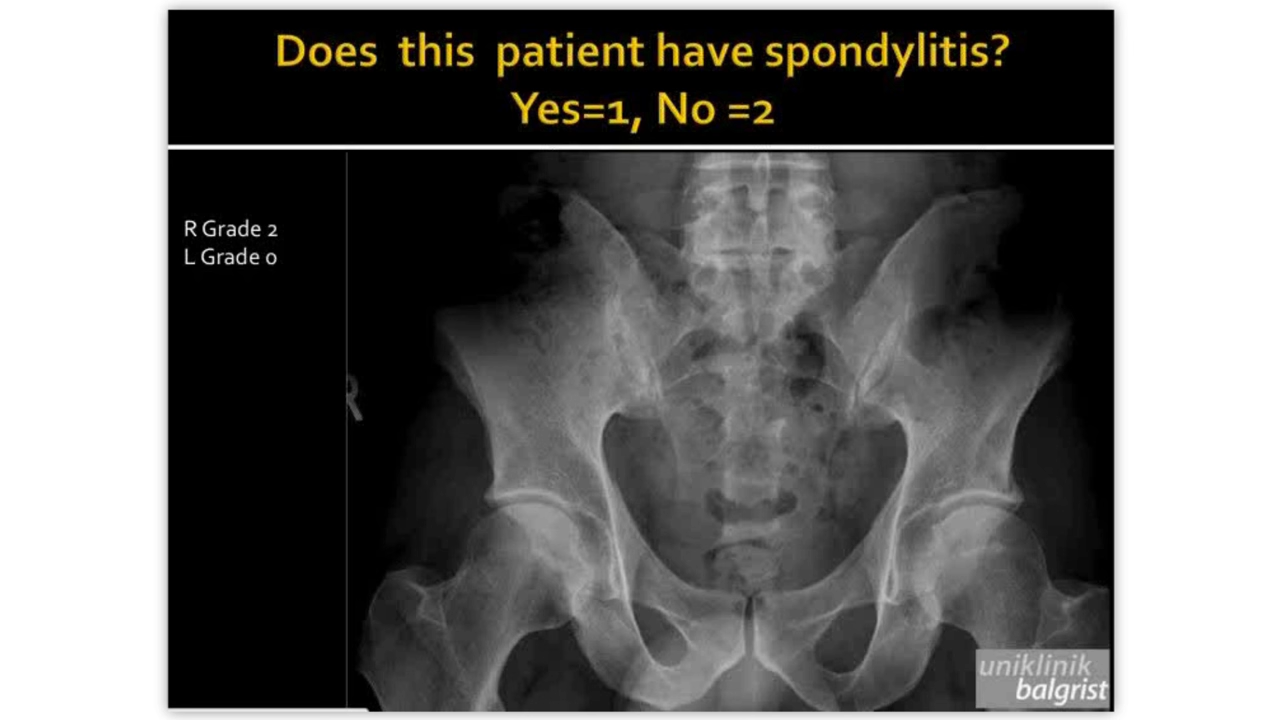 Does this patient have spondylitis?
Yes=1, No =2
R Grade 2
L Grade 0
R
uniklinik
balgrist